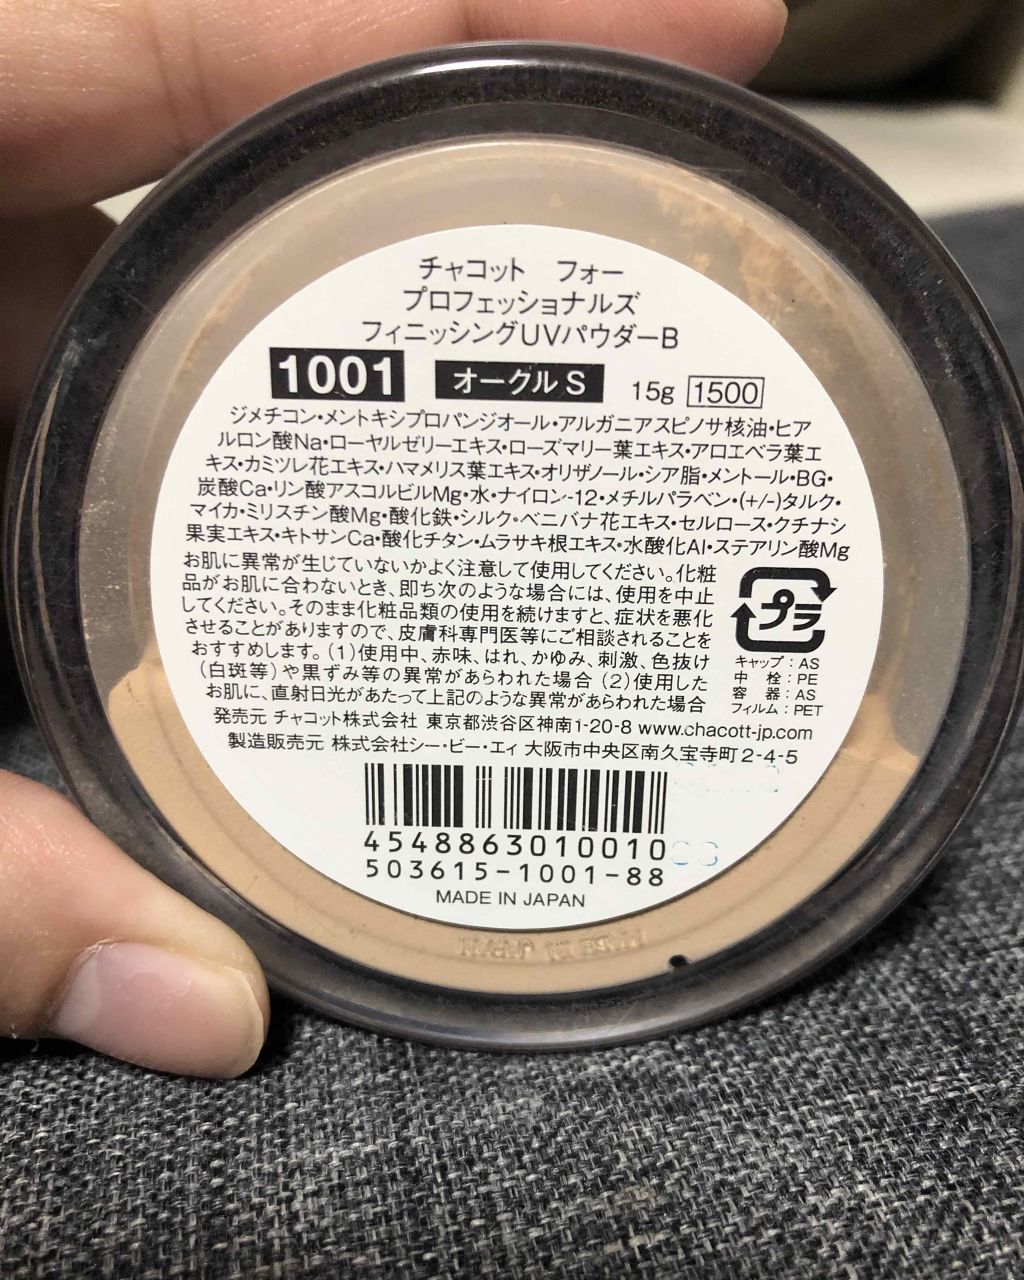 チャコット　フォー
プロフェッショナルズ
フィニッシングUVパウダーB
1001 オークルS 15g 1500
ジメチコン・メントキシプロパンジオール・アルガニアスピノサ核油・ヒア
ルロン酸Na・ローヤルゼリーエキス・ローズマリー葉エキス・アロエベラ葉エ
キス・カミツレ花エキス・ハマメリス葉エキス・オリザノール・シア脂・メントール・BG・
炭酸Ca・リン酸アスコルビルMg・水・ナイロン-12・メチルパラベン・(+/-)タルク・
マイカ・ミリスチン酸Mg・酸化鉄・シルク・ベニバナ花エキス・セルロース・クチナシ
果実エキス・キトサンCa・酸化チタン・ムラサキ根エキス・水酸化Al・ステアリン酸Mg
お肌に異常が生じていないかよく注意して使用してください。化粧
品がお肌に合わないとき、即ち次のような場合には、使用を中止
してください。そのまま化粧品類の使用を続けますと、症状を悪化
させることがありますので、皮膚科専門医等にご相談されることを
おすすめします。(1)使用中、赤味、はれ、かゆみ、刺激、色抜け
(白斑等)や黒ずみ等の異常があらわれた場合(2)使用した
お肌に、直射日光があたって上記のような異常があらわれた場合
プラ
キャップ：AS
中　栓：PE
容　器：AS
フィルム：PET
発売元 チャコット株式会社 東京都渋谷区神南1-20-8 www.chacott-jp.com
製造販売元 株式会社シー・ビー・エィ 大阪市中央区南久宝寺町2-4-5
4548863010010
503615-1001-88
MADE IN JAPAN
MADE IN JAPAN